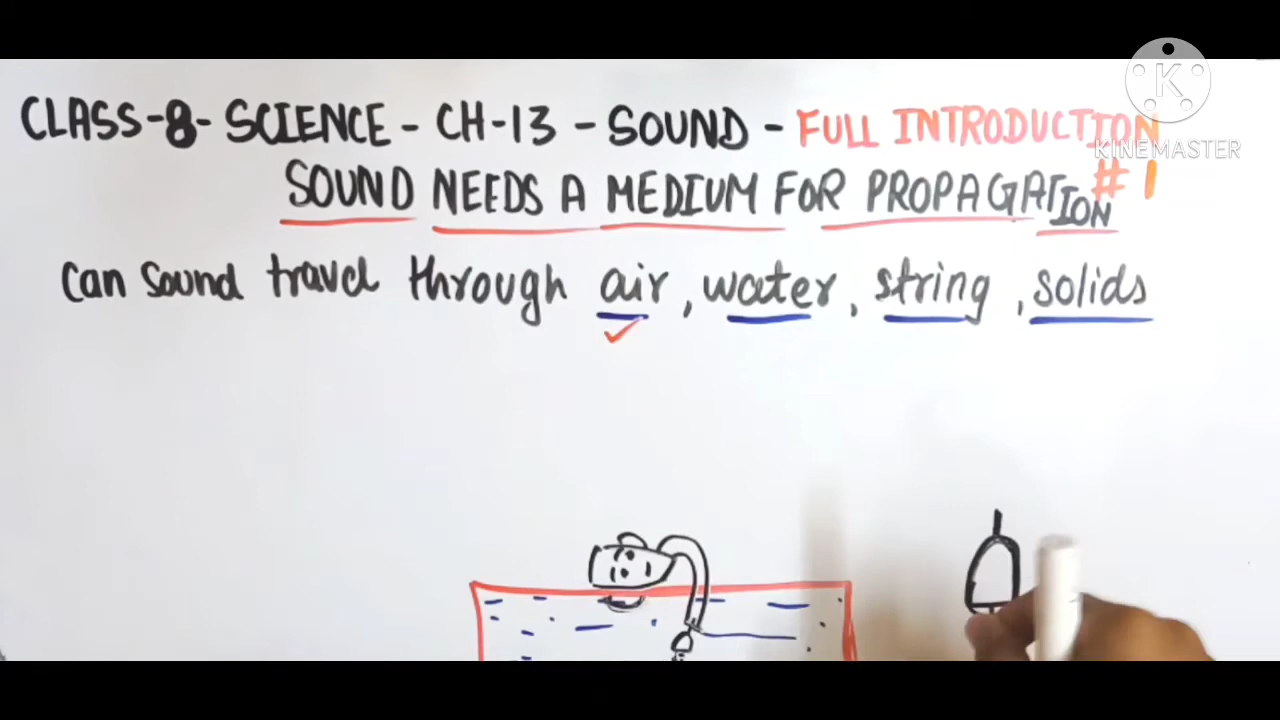 CLASS-8- SCIENCE - CH-13 - SOUND - FULL INTRODUCTION
#1
SOUND NEEDS A MEDIUM FOR PROPAGATION
Can sound travel through air, water, string, solids
K
KINEMASTER